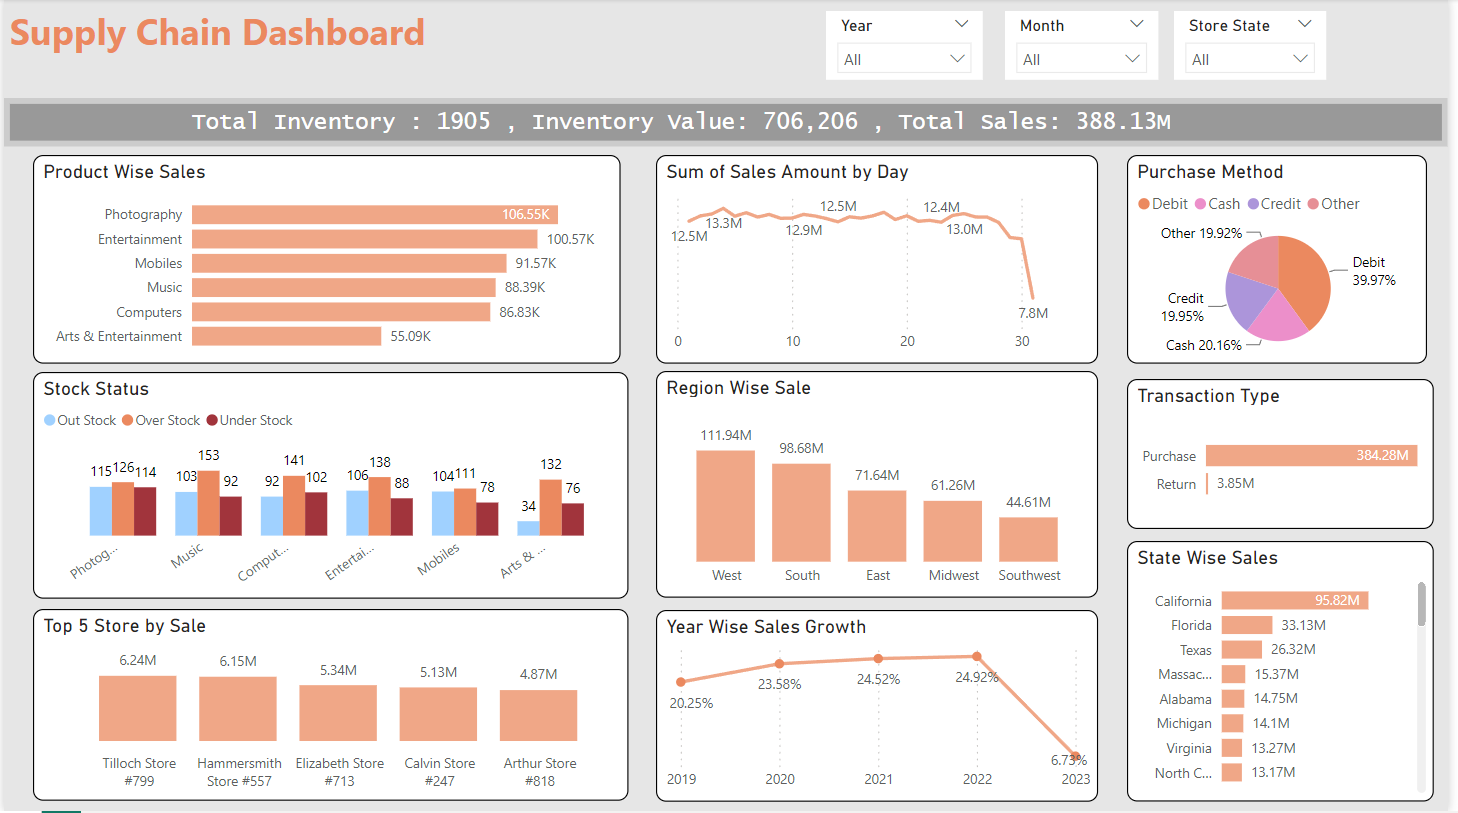 Supply Chain Dashboard
Year
All
Month
All
Store State
All
Total Inventory : 1905 , Inventory Value: 706,206 , Total Sales: 388.13M
Product Wise Sales
Photography 106.55K
Entertainment 100.57K
Mobiles 91.57K
Music 88.39K
Computers 86.83K
Arts & Entertainment 55.09K
Sum of Sales Amount by Day
12.5M 12.4M
13.3M
12.5M 12.9M 13.0M
7.8M
0 10 20 30
Purchase Method
Debit Cash Credit Other
Other 19.92%
Debit
39.97%
Credit
19.95%
Cash 20.16%
Stock Status
Out Stock Over Stock Under Stock
115 126 114 103 153 92 92 141 102 106 138 88 104 111 78 34 132 76
Photog... Music Comput... Entertai... Mobiles Arts & ...
Region Wise Sale
111.94M 98.68M 71.64M 61.26M 44.61M
West South East Midwest Southwest
Transaction Type
Purchase 384.28M
Return 3.85M
Top 5 Store by Sale
6.24M 6.15M 5.34M 5.13M 4.87M
Tilloch Store Hammersmith Elizabeth Store Calvin Store Arthur Store
#799 Store #557 #713 #247 #818
Year Wise Sales Growth
20.25% 23.58% 24.52% 24.92% 6.73%
2019 2020 2021 2022 2023
State Wise Sales
California 95.82M
Florida 33.13M
Texas 26.32M
Massac... 15.37M
Alabama 14.75M
Michigan 14.1M
Virginia 13.27M
North C... 13.17M